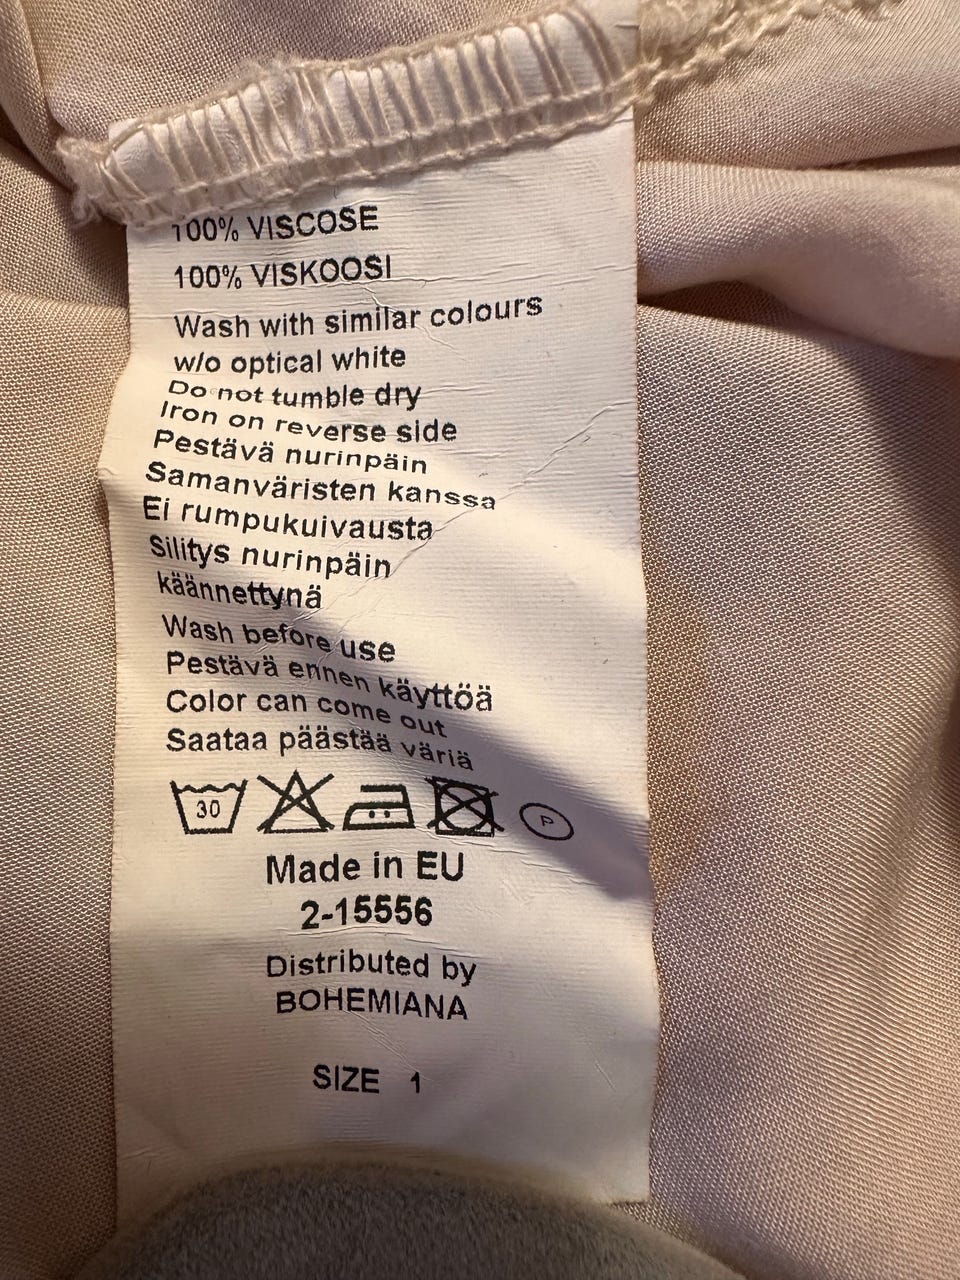 100% VISCOSE
100% VISKOOSI
Wash with similar colours
w/o optical white
Do not tumble dry
Iron on reverse side
Pestävä nurinpäin
Samanväristen kanssa
Ei rumpukuivausta
Silitys nurinpäin
käännettynä
Wash before use
Pestävä ennen käyttöä
Color can come out
Saataa päästää väriä
30 P
Made in EU
2-15556
Distributed by
BOHEMIANA
SIZE 1